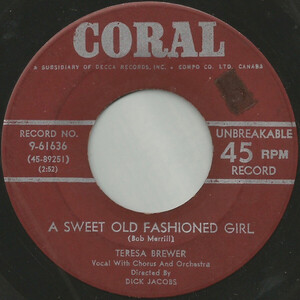 CORAL
A SUBSIDIARY OF DECCA RECORDS, INC. • COMPO CO. LTD. CANADA
RECORD NO.
9-61636
(45-89251)
(2:52)
UNBREAKABLE
45 RPM
RECORD
A SWEET OLD FASHIONED GIRL
(Bob Merrill)
TERESA BREWER
Vocal With Chorus And Orchestra
Directed By
DICK JACOBS